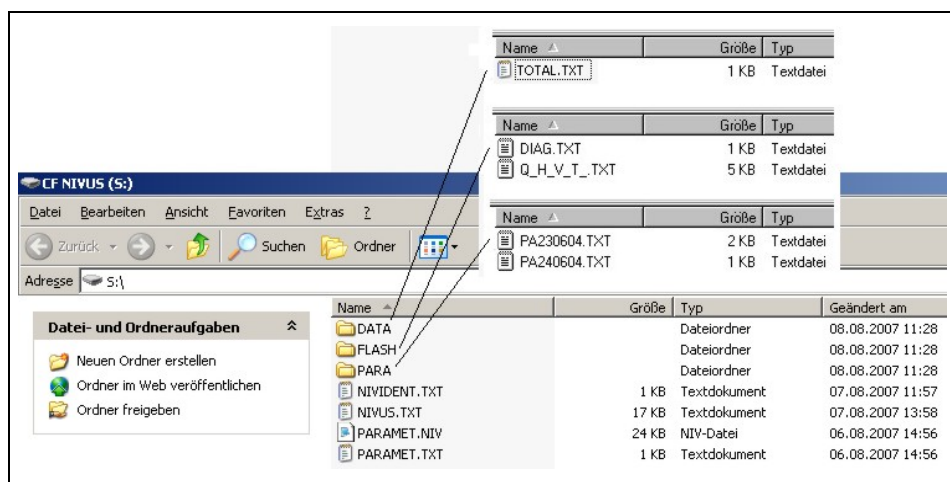 Name Größe Typ
TOTAL.TXT 1 KB Textdatei
Name Größe Typ
DIAG.TXT 1 KB Textdatei
Q_H_V_T_.TXT 5 KB Textdatei
Name Größe Typ
PA230604.TXT 2 KB Textdatei
PA240604.TXT 1 KB Textdatei
CF NIVUS (S:)
Datei Bearbeiten Ansicht Favoriten Extras ?
Zurück Suchen Ordner
Adresse S:\
Datei- und Ordneraufgaben
Neuen Ordner erstellen
Ordner im Web veröffentlichen
Ordner freigeben
Name Größe Typ Geändert am
DATA Dateiordner 08.08.2007 11:28
FLASH Dateiordner 08.08.2007 11:28
PARA Dateiordner 08.08.2007 11:28
NIVIDENT.TXT 1 KB Textdokument 07.08.2007 11:57
NIVUS.TXT 17 KB Textdokument 07.08.2007 13:58
PARAMET.NIV 24 KB NIV-Datei 06.08.2007 14:56
PARAMET.TXT 1 KB Textdokument 06.08.2007 14:56